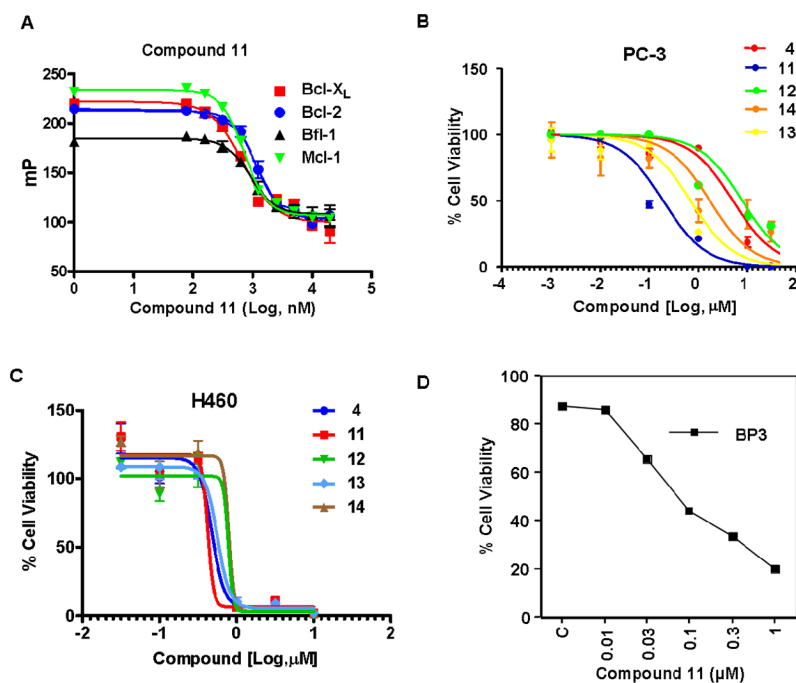 A
Compound 11
250
200
150
100
50
mP
0
1
2
3
4
5
Compound 11 (Log, nM)
Bcl-XL
Bcl-2
Bfl-1
Mcl-1
B
PC-3
150
100
50
0
% Cell Viability
-4
-3
-2
-1
0
1
2
Compound [Log, μM]
4
11
12
14
13
C
H460
150
100
50
0
% Cell Viability
-2
-1
0
1
2
Compound [Log,μM]
4
11
12
13
14
D
100
80
60
40
20
0
% Cell Viability
BP3
C
0.01
0.03
0.1
0.3
1
Compound 11 (μM)